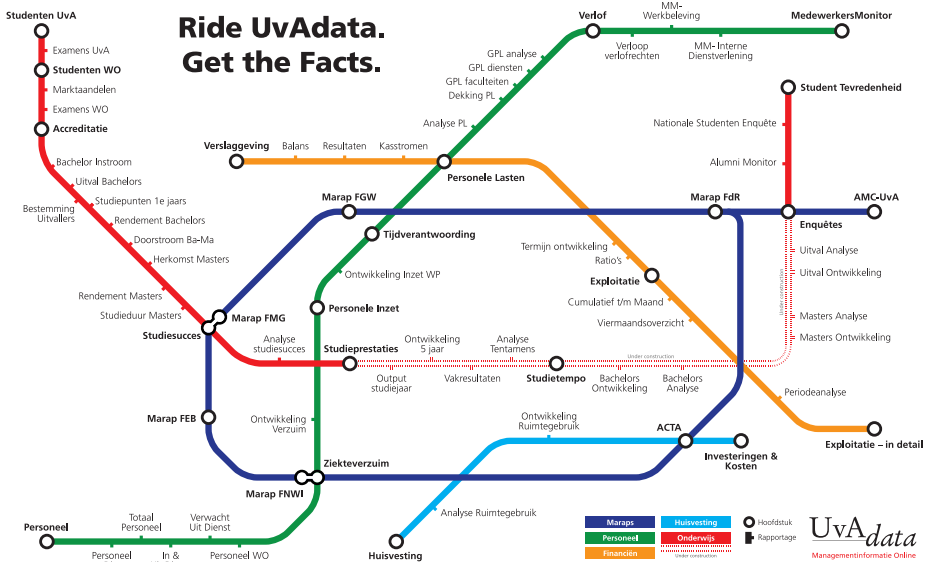 Ride UvAdata.
Get the Facts.
Studenten UvA
Examens UvA
Studenten WO
Marktaandelen
Examens WO
Accreditatie
Bachelor Instroom
Uitval Bachelors
Bestemming
Uitvallers
Studiepunten 1e jaars
Rendement Bachelors
Doorstroom Ba-Ma
Herkomst Masters
Rendement Masters
Studieduur Masters
Studiesucces
Analyse
studiesucces
Studieprestaties
Output
studiejaar
Ontwikkeling
5 jaar
Vakresultaten
Analyse
Tentamens
Studietempo
Under construction
Bachelors
Ontwikkeling
Bachelors
Analyse
Under construction
Masters Ontwikkeling
Masters Analyse
Uitval Ontwikkeling
Uitval Analyse
Enquêtes
Alumni Monitor
Nationale Studenten Enquête
Student Tevredenheid
Verlof
MM-
Werkbeleving
Verloop
verlofrechten
MM- Interne
Dienstverlening
MedewerkersMonitor
GPL analyse
GPL diensten
GPL faculteiten
Dekking PL
Analyse PL
Personele Lasten
Tijdverantwoording
Ontwikkeling Inzet WP
Personele Inzet
Ontwikkeling
Verzuim
Ziekteverzuim
Personeel
Totaal
Personeel
Verwacht
Uit Dienst
Personeel
In &
Personeel WO
Verslaggeving
Balans
Resultaten
Kasstromen
Termijn ontwikkeling
Ratio's
Exploitatie
Cumulatief t/m Maand
Viermaandsoverzicht
Periodeanalyse
Exploitatie – in detail
Marap FGW
Marap FdR
AMC-UvA
Marap FMG
Marap FEB
Marap FNWI
ACTA
Investeringen &
Kosten
Ontwikkeling
Ruimtegebruik
Analyse Ruimtegebruik
Huisvesting
Maraps
Huisvesting
Hoofdstuk
Personeel
Onderwijs
Rapportage
Financiën
Under construction
UvAdata
Managementinformatie Online